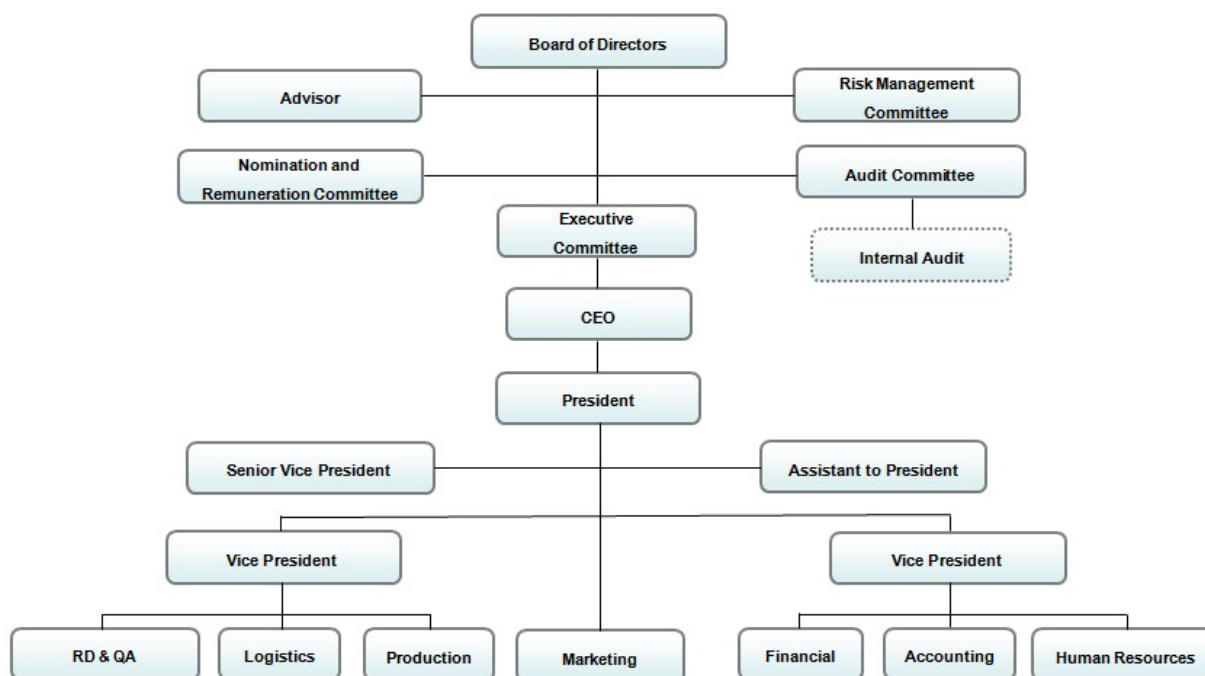 Board of Directors
Advisor
Risk Management
Committee
Nomination and
Remuneration Committee
Audit Committee
Executive
Committee
Internal Audit
CEO
President
Senior Vice President
Assistant to President
Vice President
Vice President
RD & QA
Logistics
Production
Marketing
Financial
Accounting
Human Resources